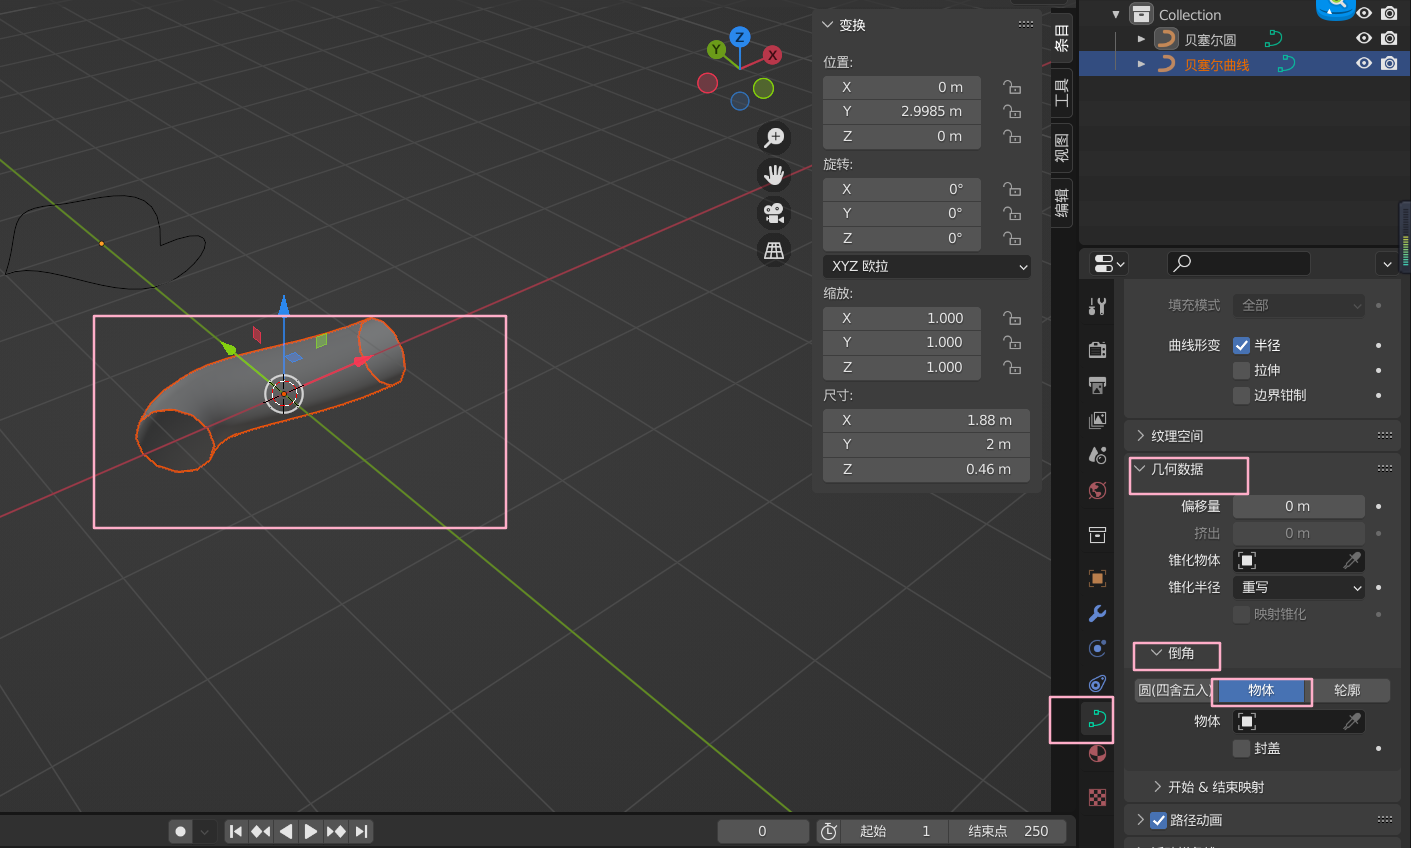 Z
Y
X
变换
位置:
X 0 m
Y 2.9985 m
Z 0 m
旋转:
X 0°
Y 0°
Z 0°
XYZ 欧拉
缩放:
X 1.000
Y 1.000
Z 1.000
尺寸:
X 1.88 m
Y 2 m
Z 0.46 m
条目
工具
视图
编辑
Collection
贝塞尔圆
贝塞尔曲线
填充模式 全部
曲线形变 半径
拉伸
边界钳制
纹理空间
几何数据
偏移量 0 m
挤出 0 m
锥化物体
锥化半径 重写
映射锥化
倒角
圆(四舍五入) 物体 轮廓
物体
封盖
开始 & 结束映射
路径动画
0 起始 1 结束点 250